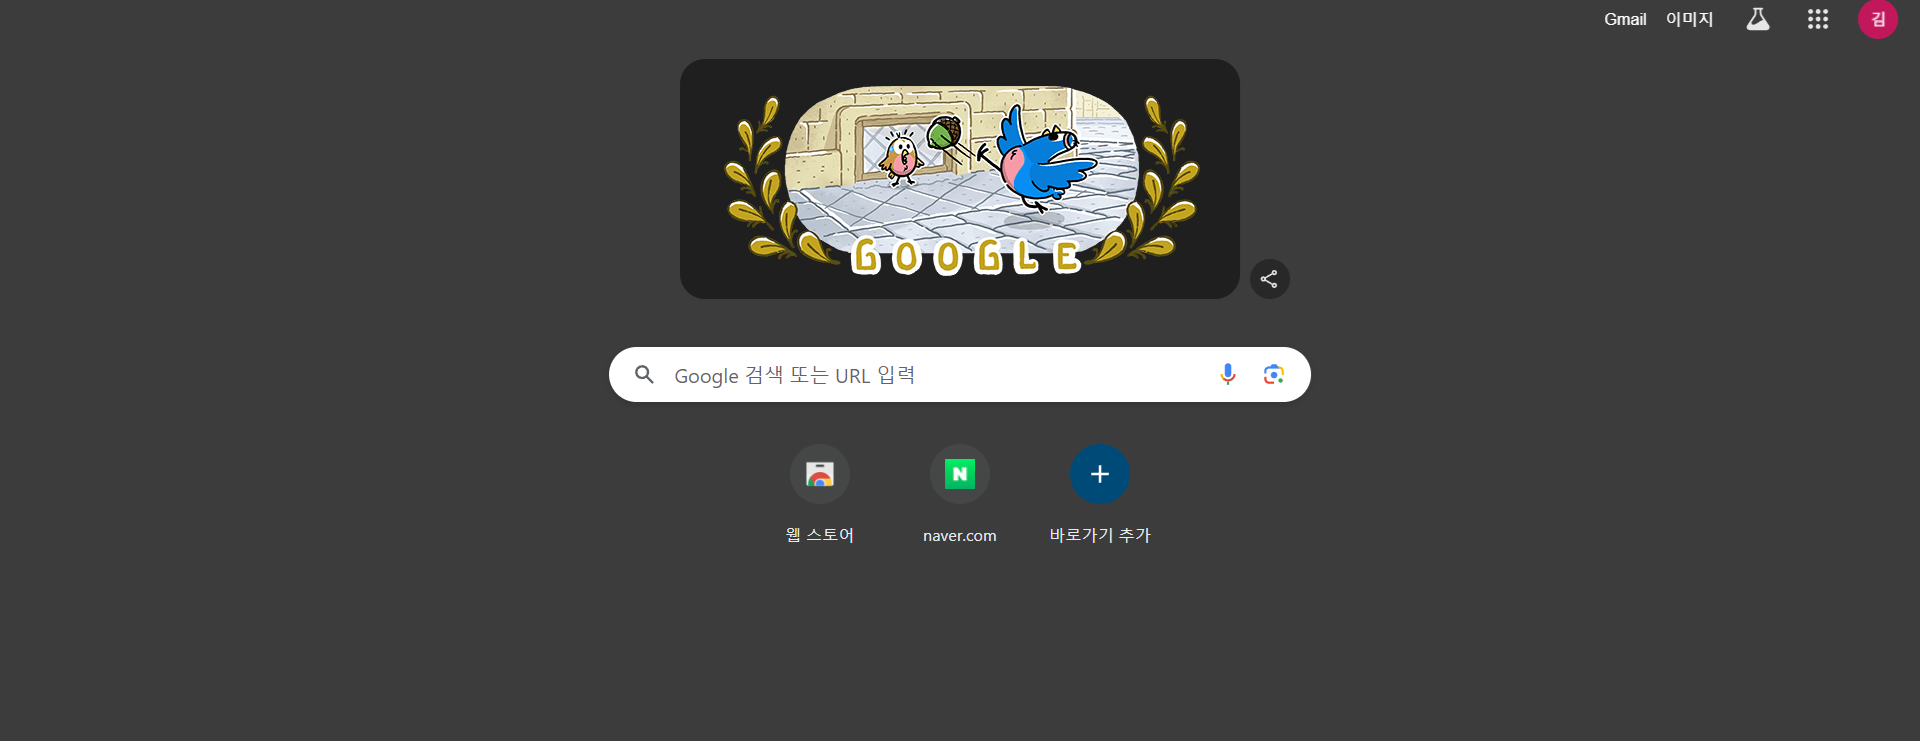 Gmail 이미지
김
GOOGLE
Google 검색 또는 URL 입력
N
웹 스토어
naver.com
바로가기 추가